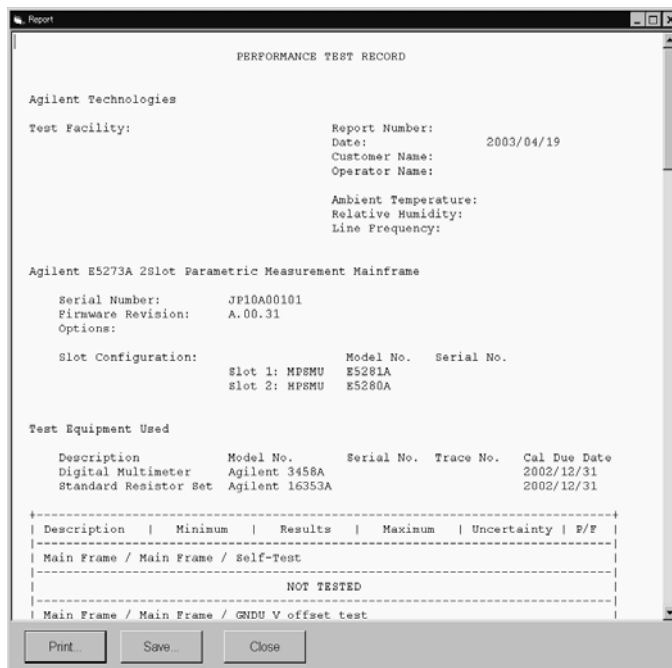 Report
PERFORMANCE TEST RECORD
Agilent Technologies
Test Facility: Report Number:
Date: 2003/04/19
Customer Name:
Operator Name:
Ambient Temperature:
Relative Humidity:
Line Frequency:
Agilent E5273A 2Slot Parametric Measurement Mainframe
Serial Number: JP10A00101
Firmware Revision: A.00.31
Options:
Slot Configuration: Model No. Serial No.
Slot 1: MPSMU E5281A
Slot 2: HPSMU E5280A
Test Equipment Used
Description Model No. Serial No. Trace No. Cal Due Date
Digital Multimeter Agilent 3458A 2002/12/31
Standard Resistor Set Agilent 16353A 2002/12/31
| Description | Minimum | Results | Maximum | Uncertainty | P/F |
| Main Frame / Main Frame / Self-Test |
| NOT TESTED |
| Main Frame / Main Frame / GNDU V offset test |
Print... Save... Close